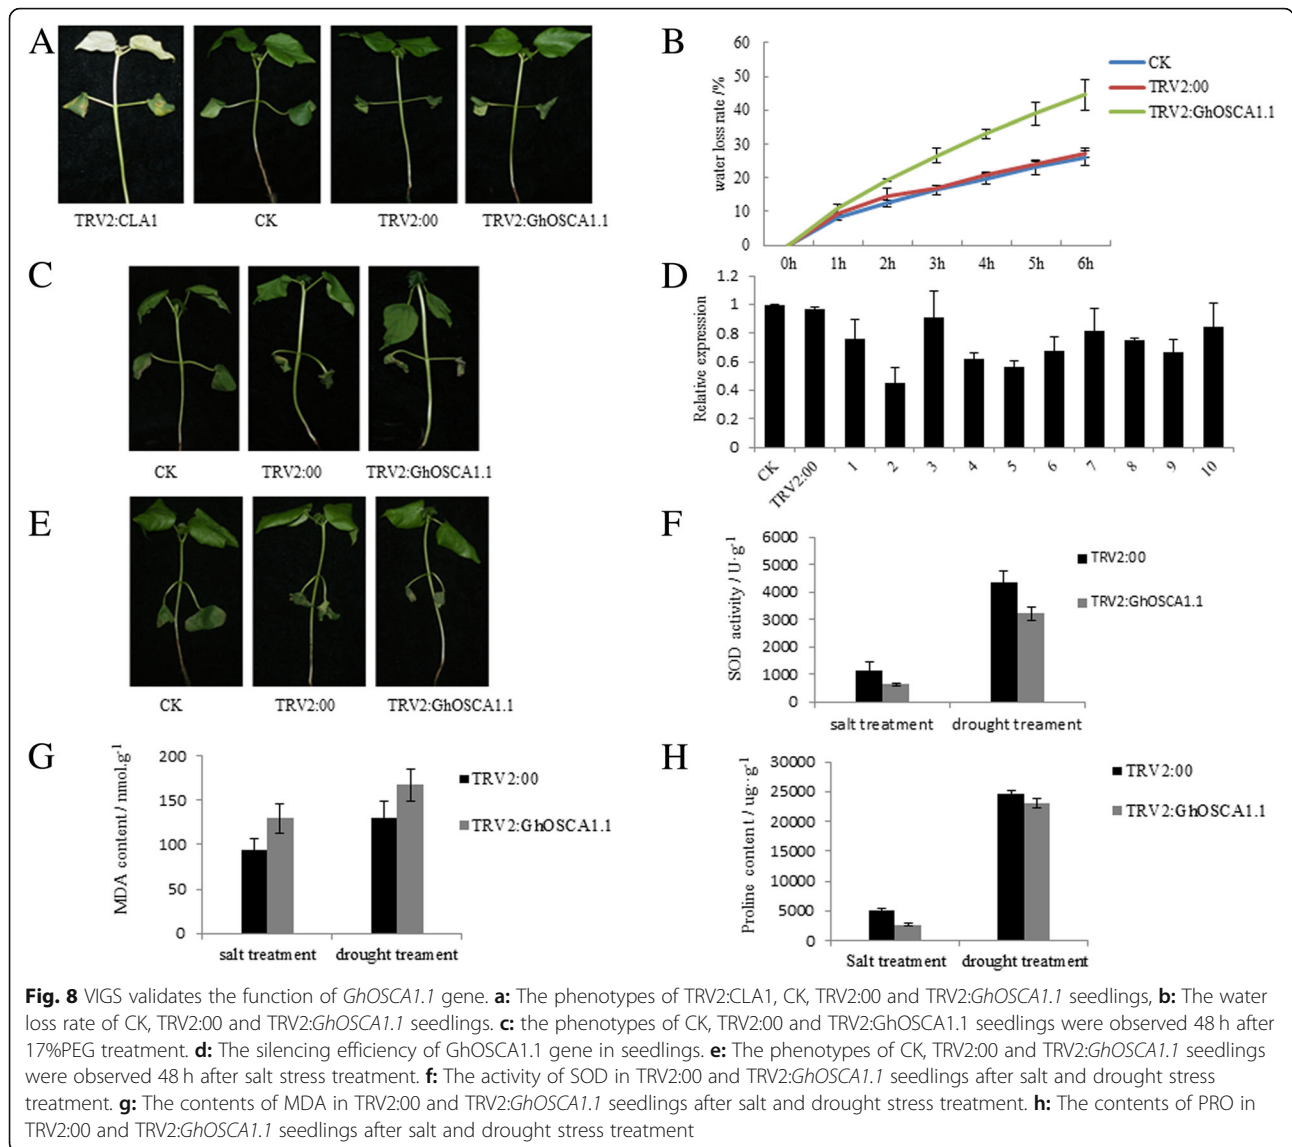 A
TRV2:CLA1
CK
TRV2:00
TRV2:GhOSCA1.1
B
water loss rate /%
60
50
40
30
20
10
0
0h
1h
2h
3h
4h
5h
6h
CK
TRV2:00
TRV2:GhOSCA1.1
C
CK
TRV2:00
TRV2:GhOSCA1.1
D
Relative expression
1.2
1
0.8
0.6
0.4
0.2
0
CK
TRV2:00
1
2
3
4
5
6
7
8
9
10
E
CK
TRV2:00
TRV2:GhOSCA1.1
F
SOD activity / U·g-1
6000
5000
4000
3000
2000
1000
0
salt treatment
drought treament
TRV2:00
TRV2:GhOSCA1.1
G
MDA content / nmol.g-1
200
150
100
50
0
salt treatment
drought treament
TRV2:00
TRV2:GhOSCA1.1
H
Proline content / ug··g-1
30000
25000
20000
15000
10000
5000
0
Salt treatment
drought treament
TRV2:00
TRV2:GhOSCA1.1
Fig. 8 VIGS validates the function of GhOSCA1.1 gene. a: The phenotypes of TRV2:CLA1, CK, TRV2:00 and TRV2:GhOSCA1.1 seedlings, b: The water
loss rate of CK, TRV2:00 and TRV2:GhOSCA1.1 seedlings. c: the phenotypes of CK, TRV2:00 and TRV2:GhOSCA1.1 seedlings were observed 48 h after
17%PEG treatment. d: The silencing efficiency of GhOSCA1.1 gene in seedlings. e: The phenotypes of CK, TRV2:00 and TRV2:GhOSCA1.1 seedlings
were observed 48 h after salt stress treatment. f: The activity of SOD in TRV2:00 and TRV2:GhOSCA1.1 seedlings after salt and drought stress
treatment. g: The contents of MDA in TRV2:00 and TRV2:GhOSCA1.1 seedlings after salt and drought stress treatment. h: The contents of PRO in
TRV2:00 and TRV2:GhOSCA1.1 seedlings after salt and drought stress treatment